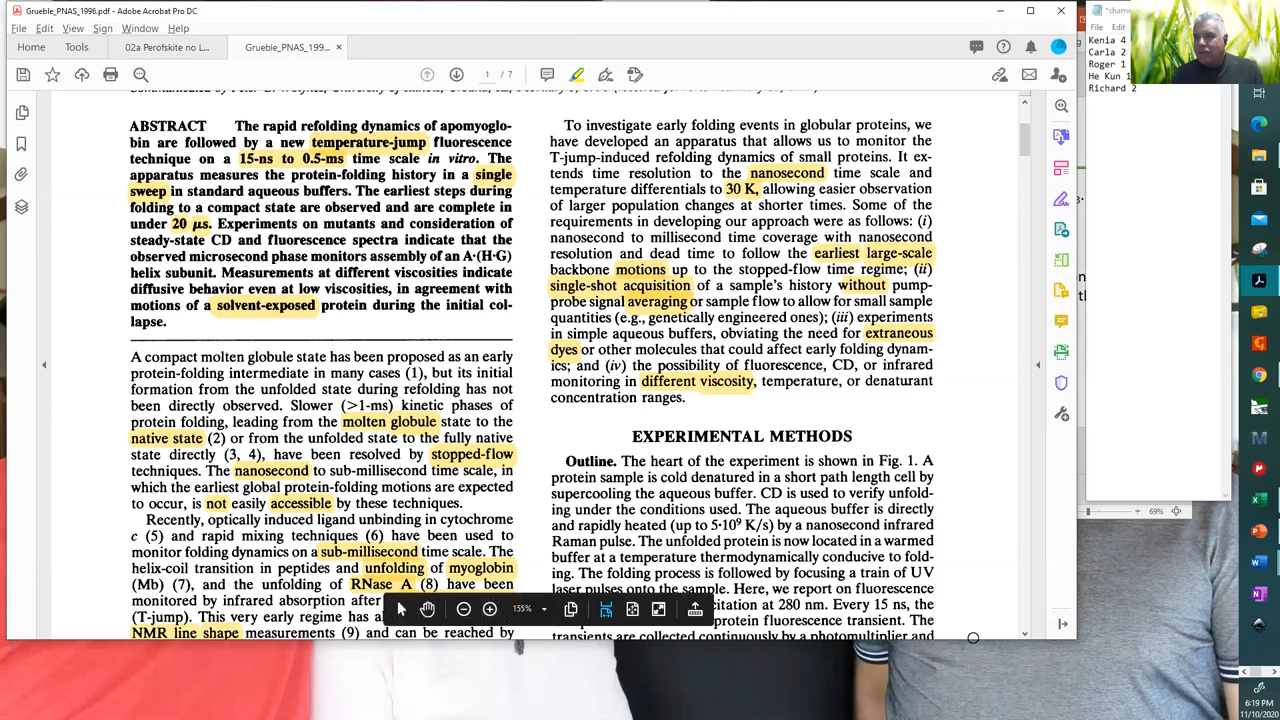 Grueble_PNAS_1996.pdf - Adobe Acrobat Pro DC
File Edit View Sign Window Help
Home Tools 02a Perofskite no L... Grueble_PNAS_199... ×
1 / 7
ABSTRACT The rapid refolding dynamics of apomyoglo-
bin are followed by a new temperature-jump fluorescence
technique on a 15-ns to 0.5-ms time scale in vitro. The
apparatus measures the protein-folding history in a single
sweep in standard aqueous buffers. The earliest steps during
folding to a compact state are observed and are complete in
under 20 μs. Experiments on mutants and consideration of
steady-state CD and fluorescence spectra indicate that the
observed microsecond phase monitors assembly of an A·(H·G)
helix subunit. Measurements at different viscosities indicate
diffusive behavior even at low viscosities, in agreement with
motions of a solvent-exposed protein during the initial col-
lapse.
A compact molten globule state has been proposed as an early
protein-folding intermediate in many cases (1), but its initial
formation from the unfolded state during refolding has not
been directly observed. Slower (>1-ms) kinetic phases of
protein folding, leading from the molten globule state to the
native state (2) or from the unfolded state to the fully native
state directly (3, 4), have been resolved by stopped-flow
techniques. The nanosecond to sub-millisecond time scale, in
which the earliest global protein-folding motions are expected
to occur, is not easily accessible by these techniques.
Recently, optically induced ligand unbinding in cytochrome
c (5) and rapid mixing techniques (6) have been used to
monitor folding dynamics on a sub-millisecond time scale. The
helix-coil transition in peptides and unfolding of myoglobin
(Mb) (7), and the unfolding of RNase A (8) have been
monitored by infrared absorption after
(T-jump). This very early regime has
NMR line shape measurements (9) and can be reached by
To investigate early folding events in globular proteins, we
have developed an apparatus that allows us to monitor the
T-jump-induced refolding dynamics of small proteins. It ex-
tends time resolution to the nanosecond time scale and
temperature differentials to 30 K, allowing easier observation
of larger population changes at shorter times. Some of the
requirements in developing our approach were as follows: (i)
nanosecond to millisecond time coverage with nanosecond
resolution and dead time to follow the earliest large-scale
backbone motions up to the stopped-flow time regime; (ii)
single-shot acquisition of a sample's history without pump-
probe signal averaging or sample flow to allow for small sample
quantities (e.g., genetically engineered ones); (iii) experiments
in simple aqueous buffers, obviating the need for extraneous
dyes or other molecules that could affect early folding dynam-
ics; and (iv) the possibility of fluorescence, CD, or infrared
monitoring in different viscosity, temperature, or denaturant
concentration ranges.
EXPERIMENTAL METHODS
Outline. The heart of the experiment is shown in Fig. 1. A
protein sample is cold denatured in a short path length cell by
supercooling the aqueous buffer. CD is used to verify unfold-
ing under the conditions used. The aqueous buffer is directly
and rapidly heated (up to 5·10⁹ K/s) by a nanosecond infrared
Raman pulse. The unfolded protein is now located in a warmed
buffer at a temperature thermodynamically conducive to fold-
ing. The folding process is followed by focusing a train of UV
laser pulses onto the sample. Here, we report on fluorescence
citation at 280 nm. Every 15 ns, the
protein fluorescence transient. The
transients are collected continuously by a photomultiplier and
155%
File Edit
Kenia 4
Carla 2
Roger 1
He Kun 1
Richard 2
69%
6:19 PM
11/10/2020